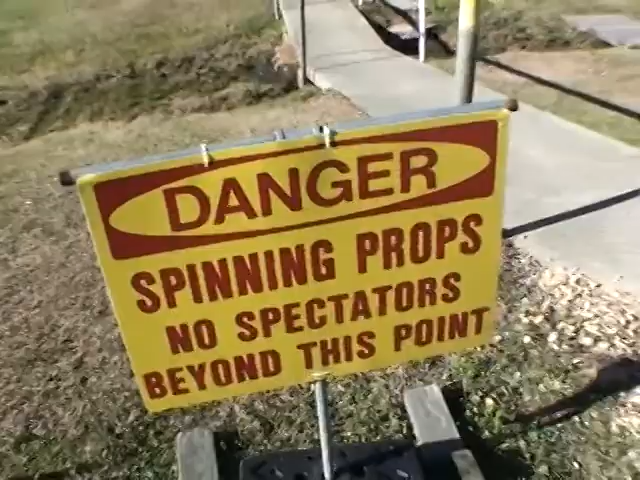 DANGER
SPINNING PROPS
NO SPECTATORS
BEYOND THIS POINT